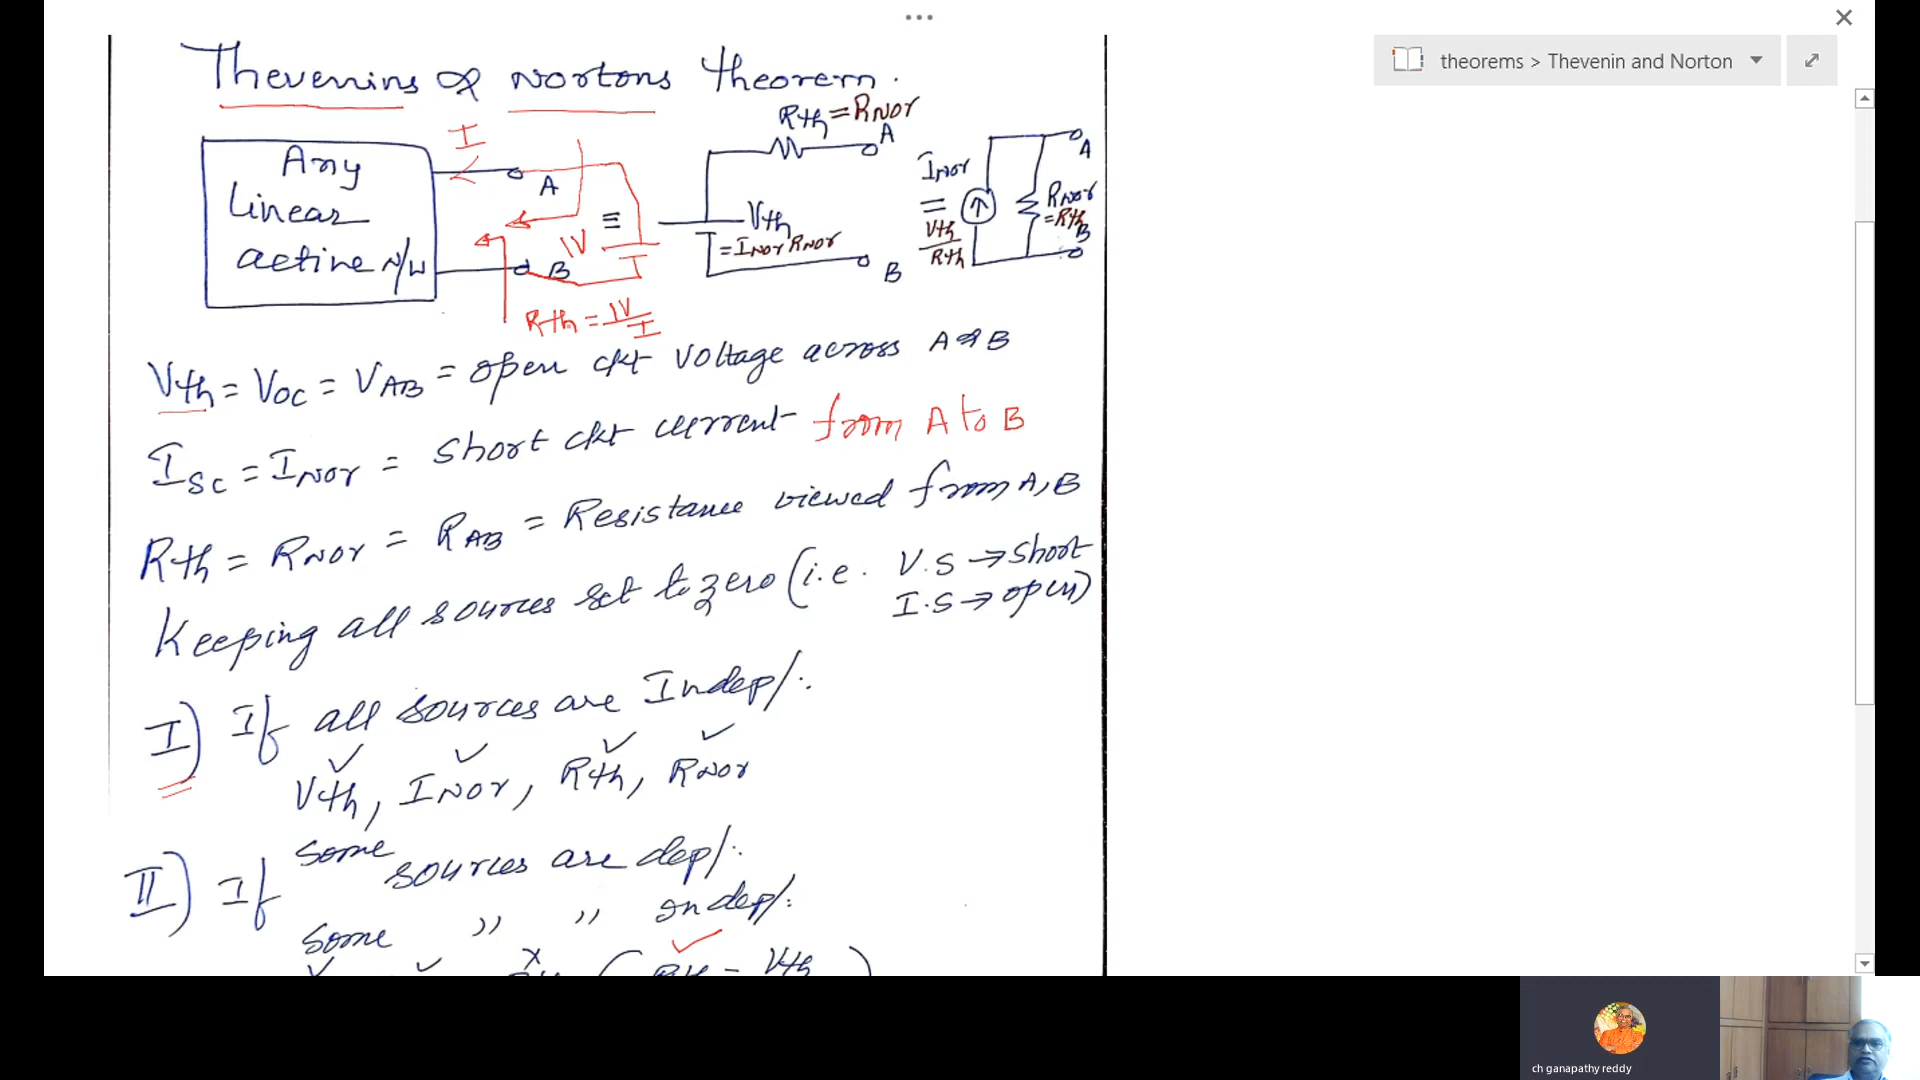 theorems > Thevenin and Norton
Thevenins & Nortons theorem.
Rth=RNor
I
Any
Linear
active N/W
A
B
1V
≡
Rth = 1V/I
A
Vth
= INor RNor
B
INor
= Vth/Rth
A
RNor
=Rth
B
Vth = VOC = VAB = open ckt voltage across A & B
ISC = INor = short ckt current from A to B
Rth = RNor = RAB = Resistance viewed from A, B
Keeping all sources set to zero (i.e. V.S → short
I.S → open)
I) If all sources are Indep/.
Vth, INor, Rth, RNor
II) If some sources are dep/.
some " " indep/.
ch ganapathy reddy